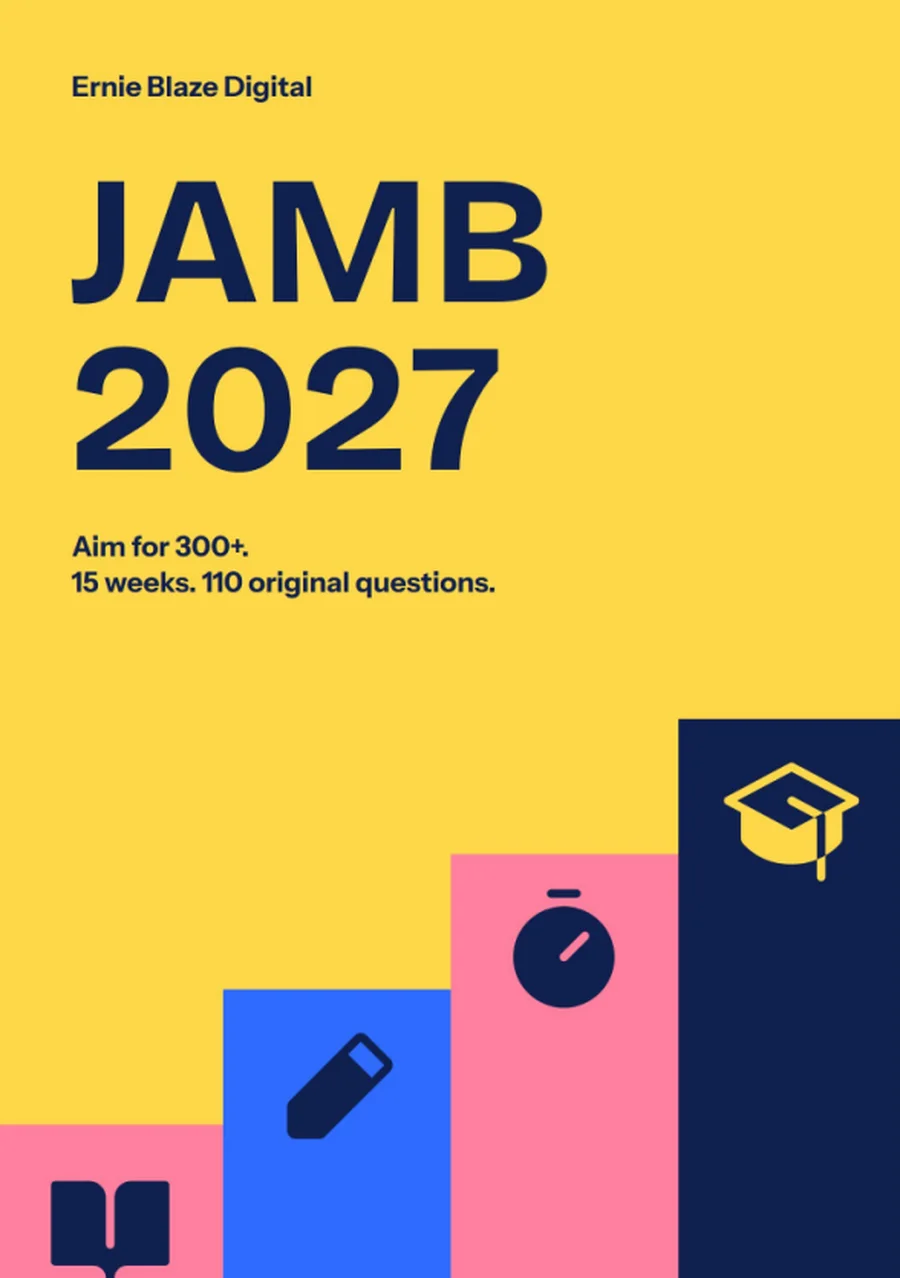 Ernie Blaze Digital
JAMB
2027
Aim for 300+.
15 weeks. 110 original questions.